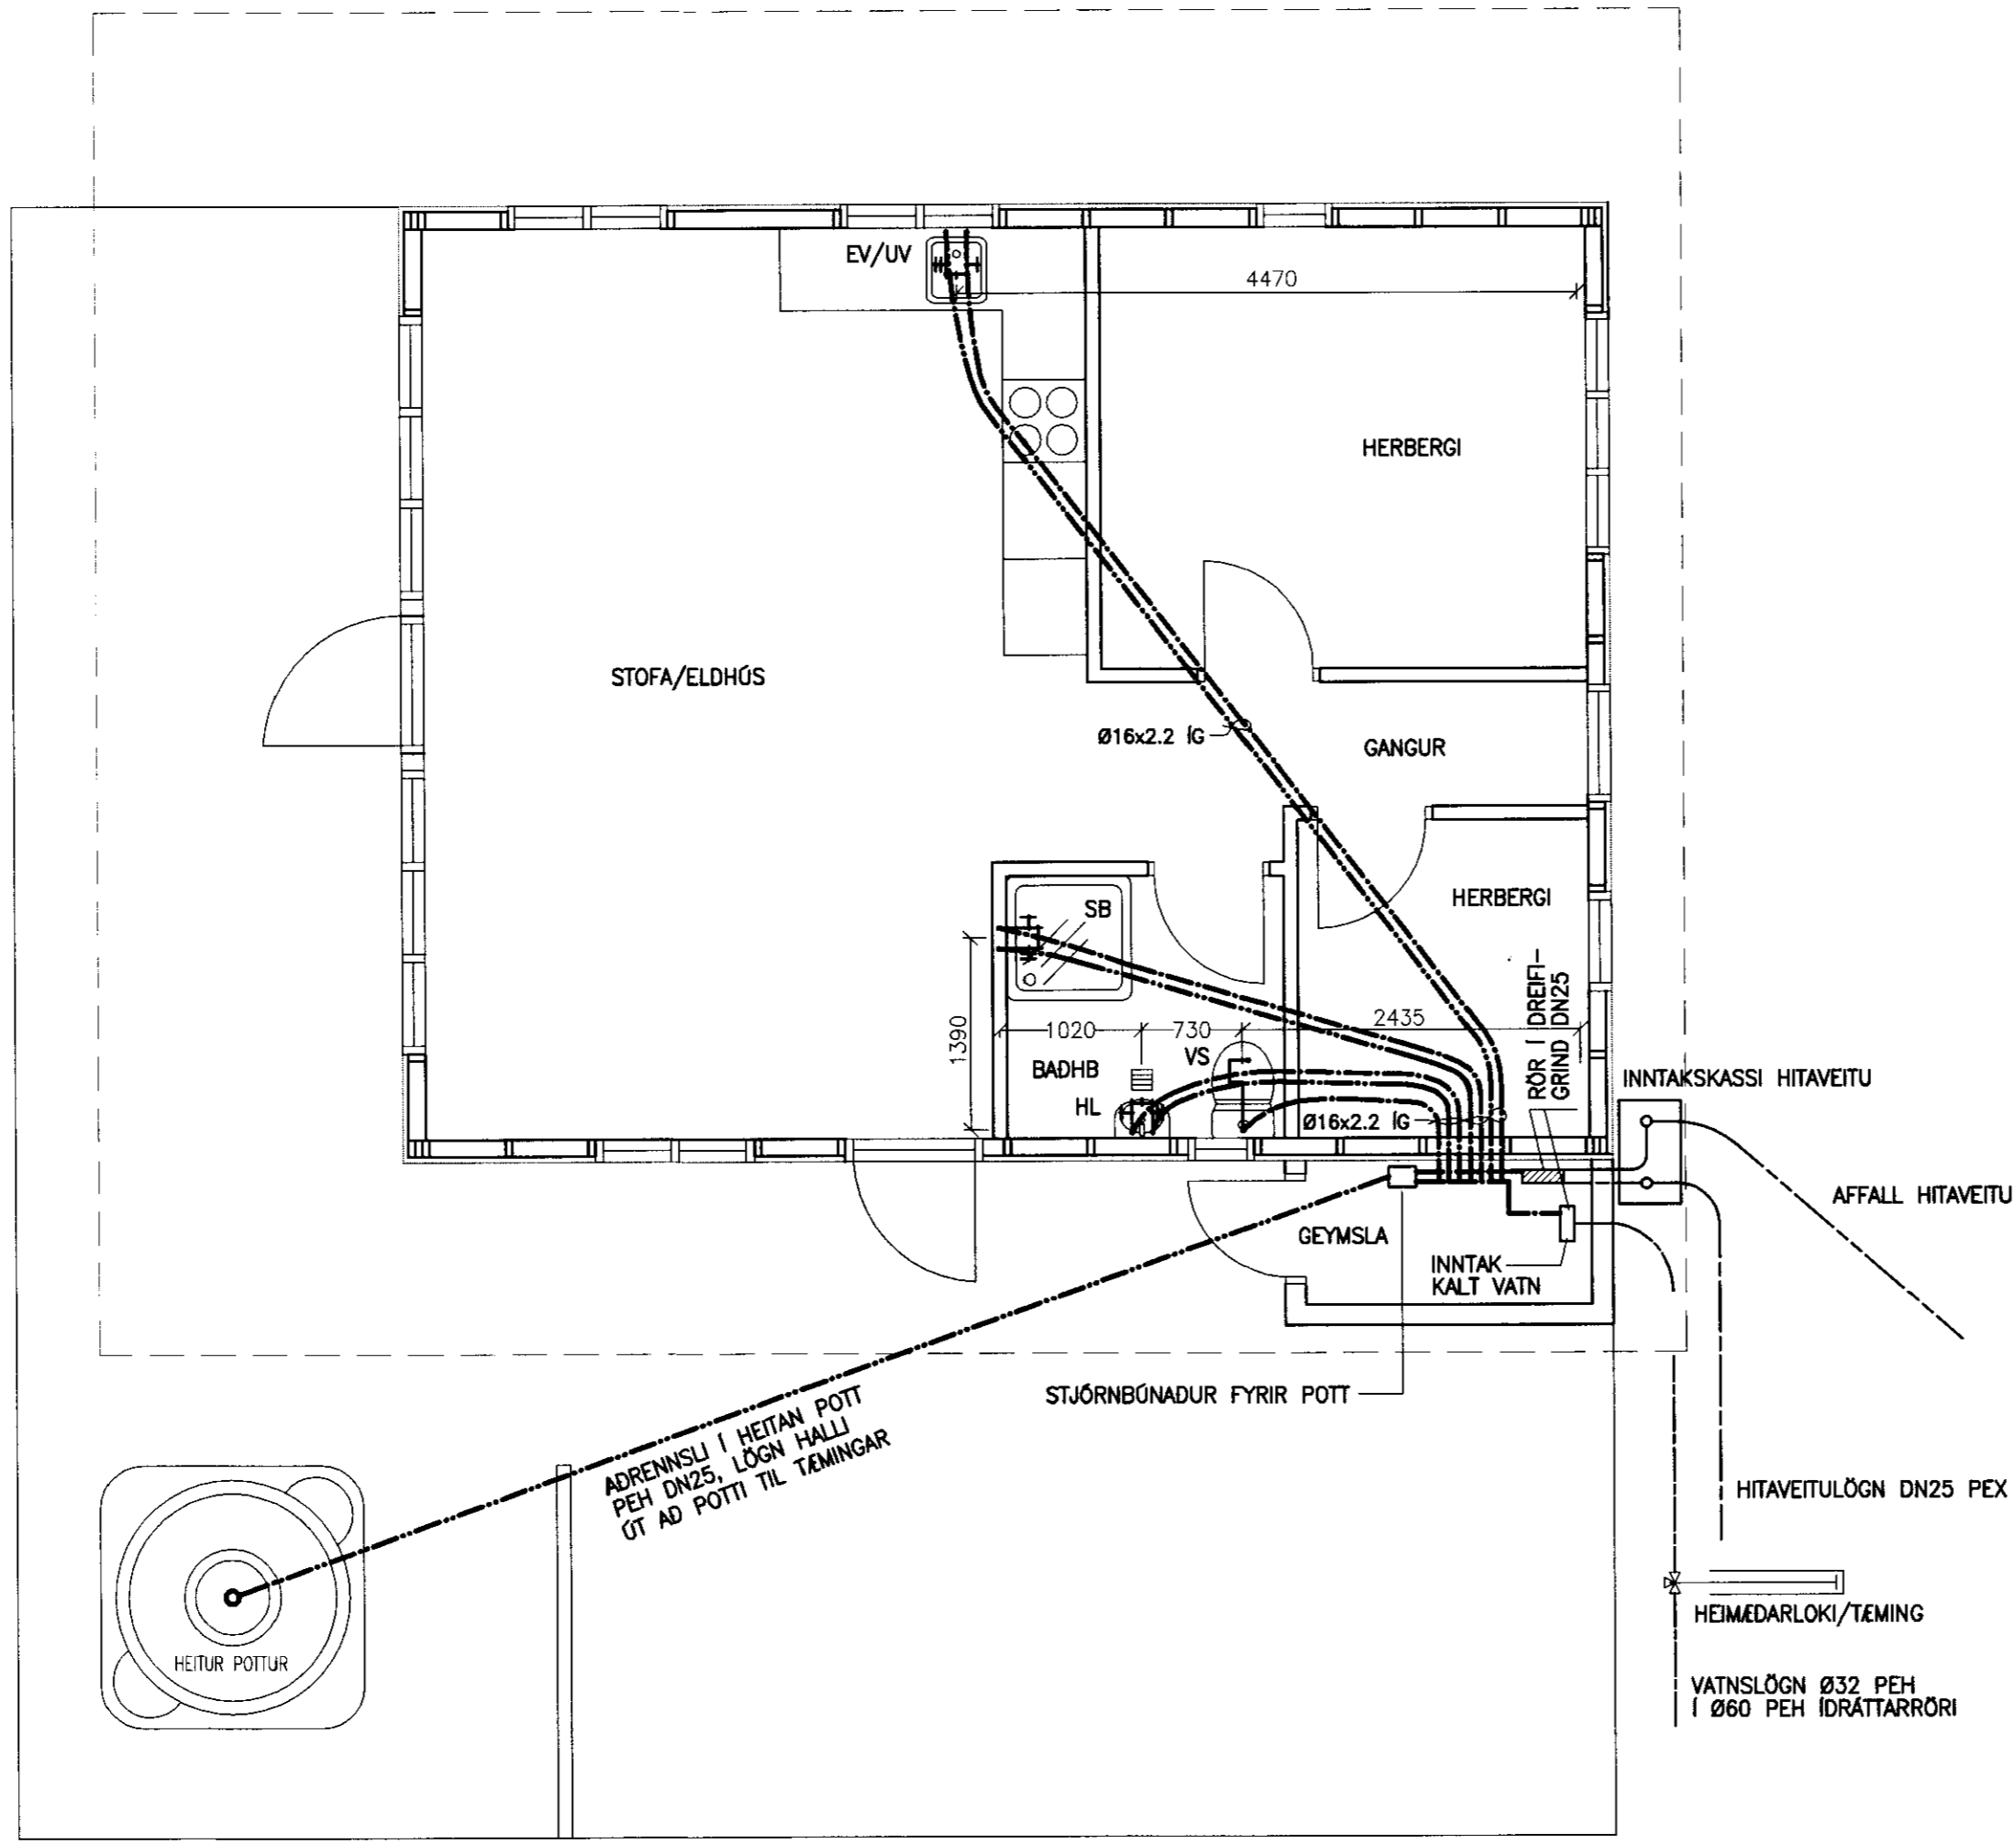 EV/UV
4470
HERBERGI
STOFA/ELDHÚS
Ø16x2.2 ÍG
GANGUR
SB
HERBERGI
1390
1020
730
2435
RÖR Í DREIFI-
GRIND DN25
BAÐHB
VS
HL
Ø16x2.2 ÍG
INNTAKSKASSI HITAVEITU
AFFALL HITAVEITU
GEYMSLA
INNTAK
KALT VATN
STJÓRNBÚNAÐUR FYRIR POTT
AÐRENNSLI Í HEITAN POTT
PEH DN25, LÖGN HALLI
ÚT AÐ POTTI TIL TÆMINGAR
HITAVEITULÖGN DN25 PEX
HEIMÆÐARLOKI/TÆMING
HEITUR POTTUR
VATNSLÖGN Ø32 PEH
Í Ø60 PEH ÍDRÁTTARRÖRI